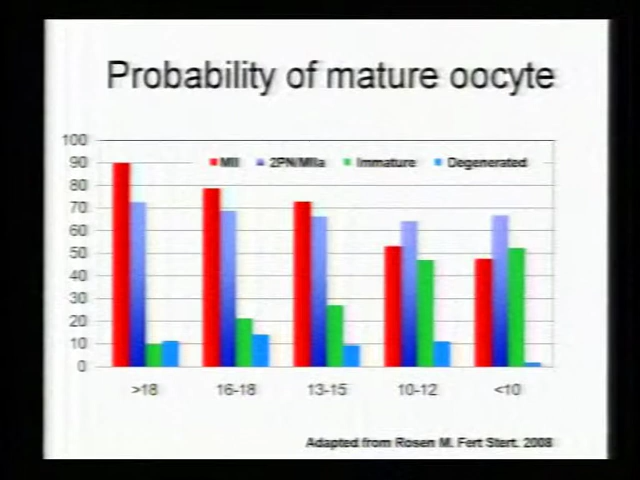 Probability of mature oocyte
100
MII 2PN/MIIa Immature Degenerated
90
80
70
60
50
40
30
20
10
0
>18 16-18 13-15 10-12 <10
Adapted from Rosen M. Fert Stert. 2008